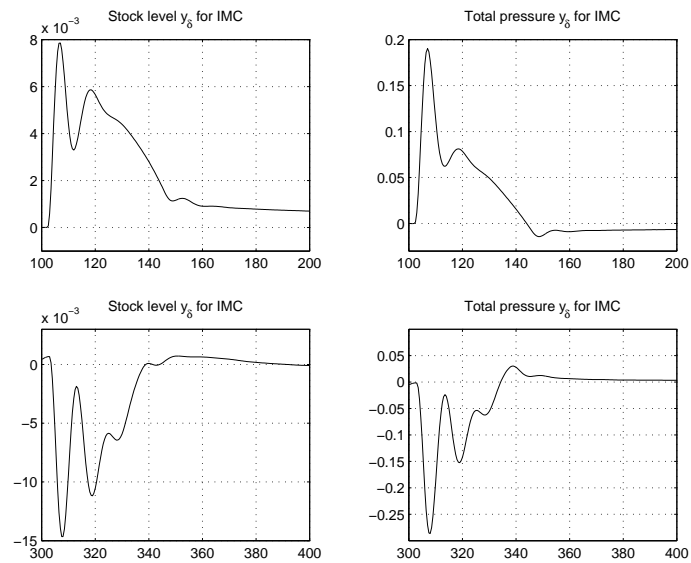 Stock level y_δ for IMC
x 10^-3
8
6
4
2
0
100 120 140 160 180 200
Total pressure y_δ for IMC
0.2
0.15
0.1
0.05
0
100 120 140 160 180 200
Stock level y_δ for IMC
x 10^-3
0
−5
−10
−15
300 320 340 360 380 400
Total pressure y_δ for IMC
0.05
0
−0.05
−0.1
−0.15
−0.2
−0.25
300 320 340 360 380 400